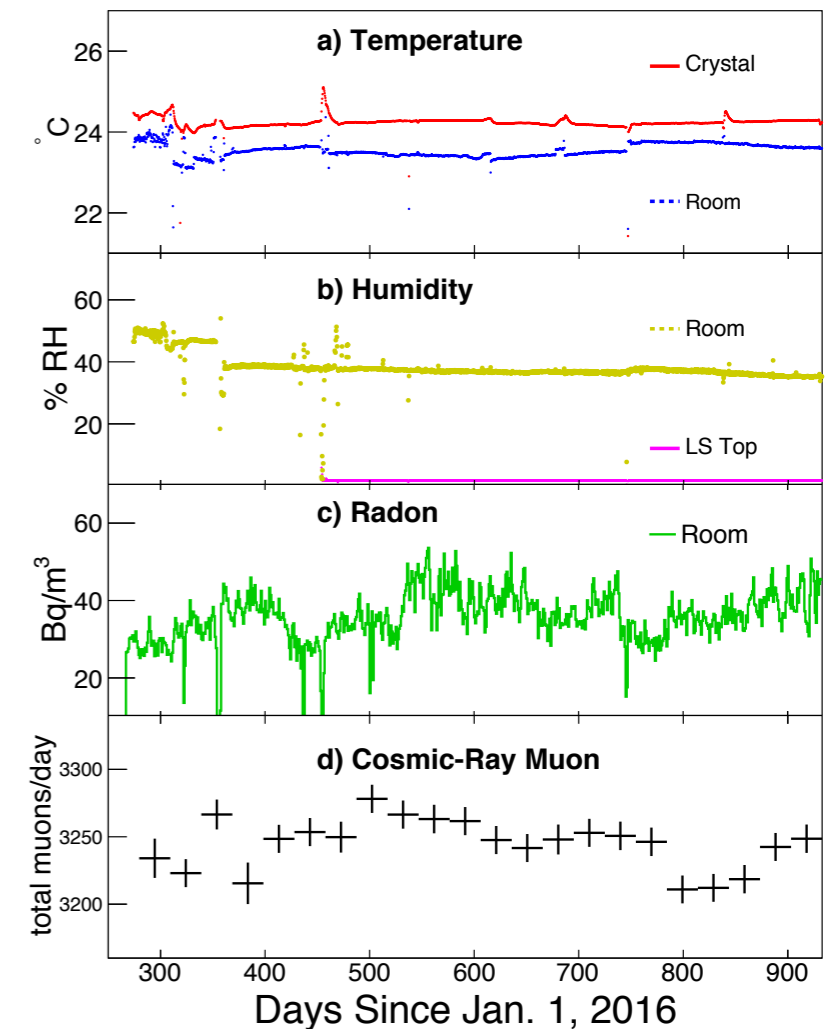 a) Temperature
26
24
22
°C
Crystal
Room
b) Humidity
60
40
20
% RH
Room
LS Top
c) Radon
60
40
20
Bq/m³
Room
d) Cosmic-Ray Muon
3300
3250
3200
total muons/day
300 400 500 600 700 800 900
Days Since Jan. 1, 2016